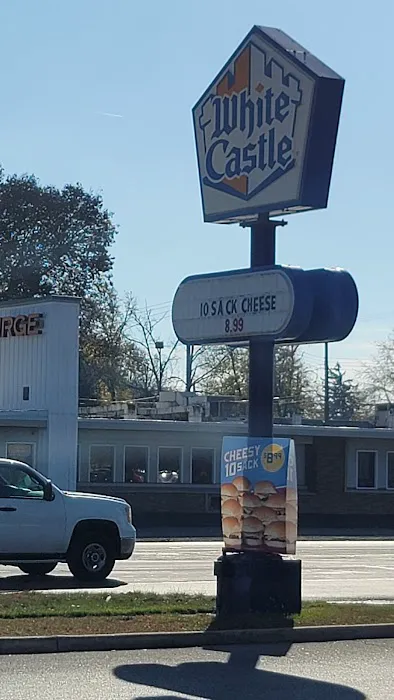 White
Castle
10 SACK CHEESE
8.99
RGE
CHEESY
10 SACK
$8.99